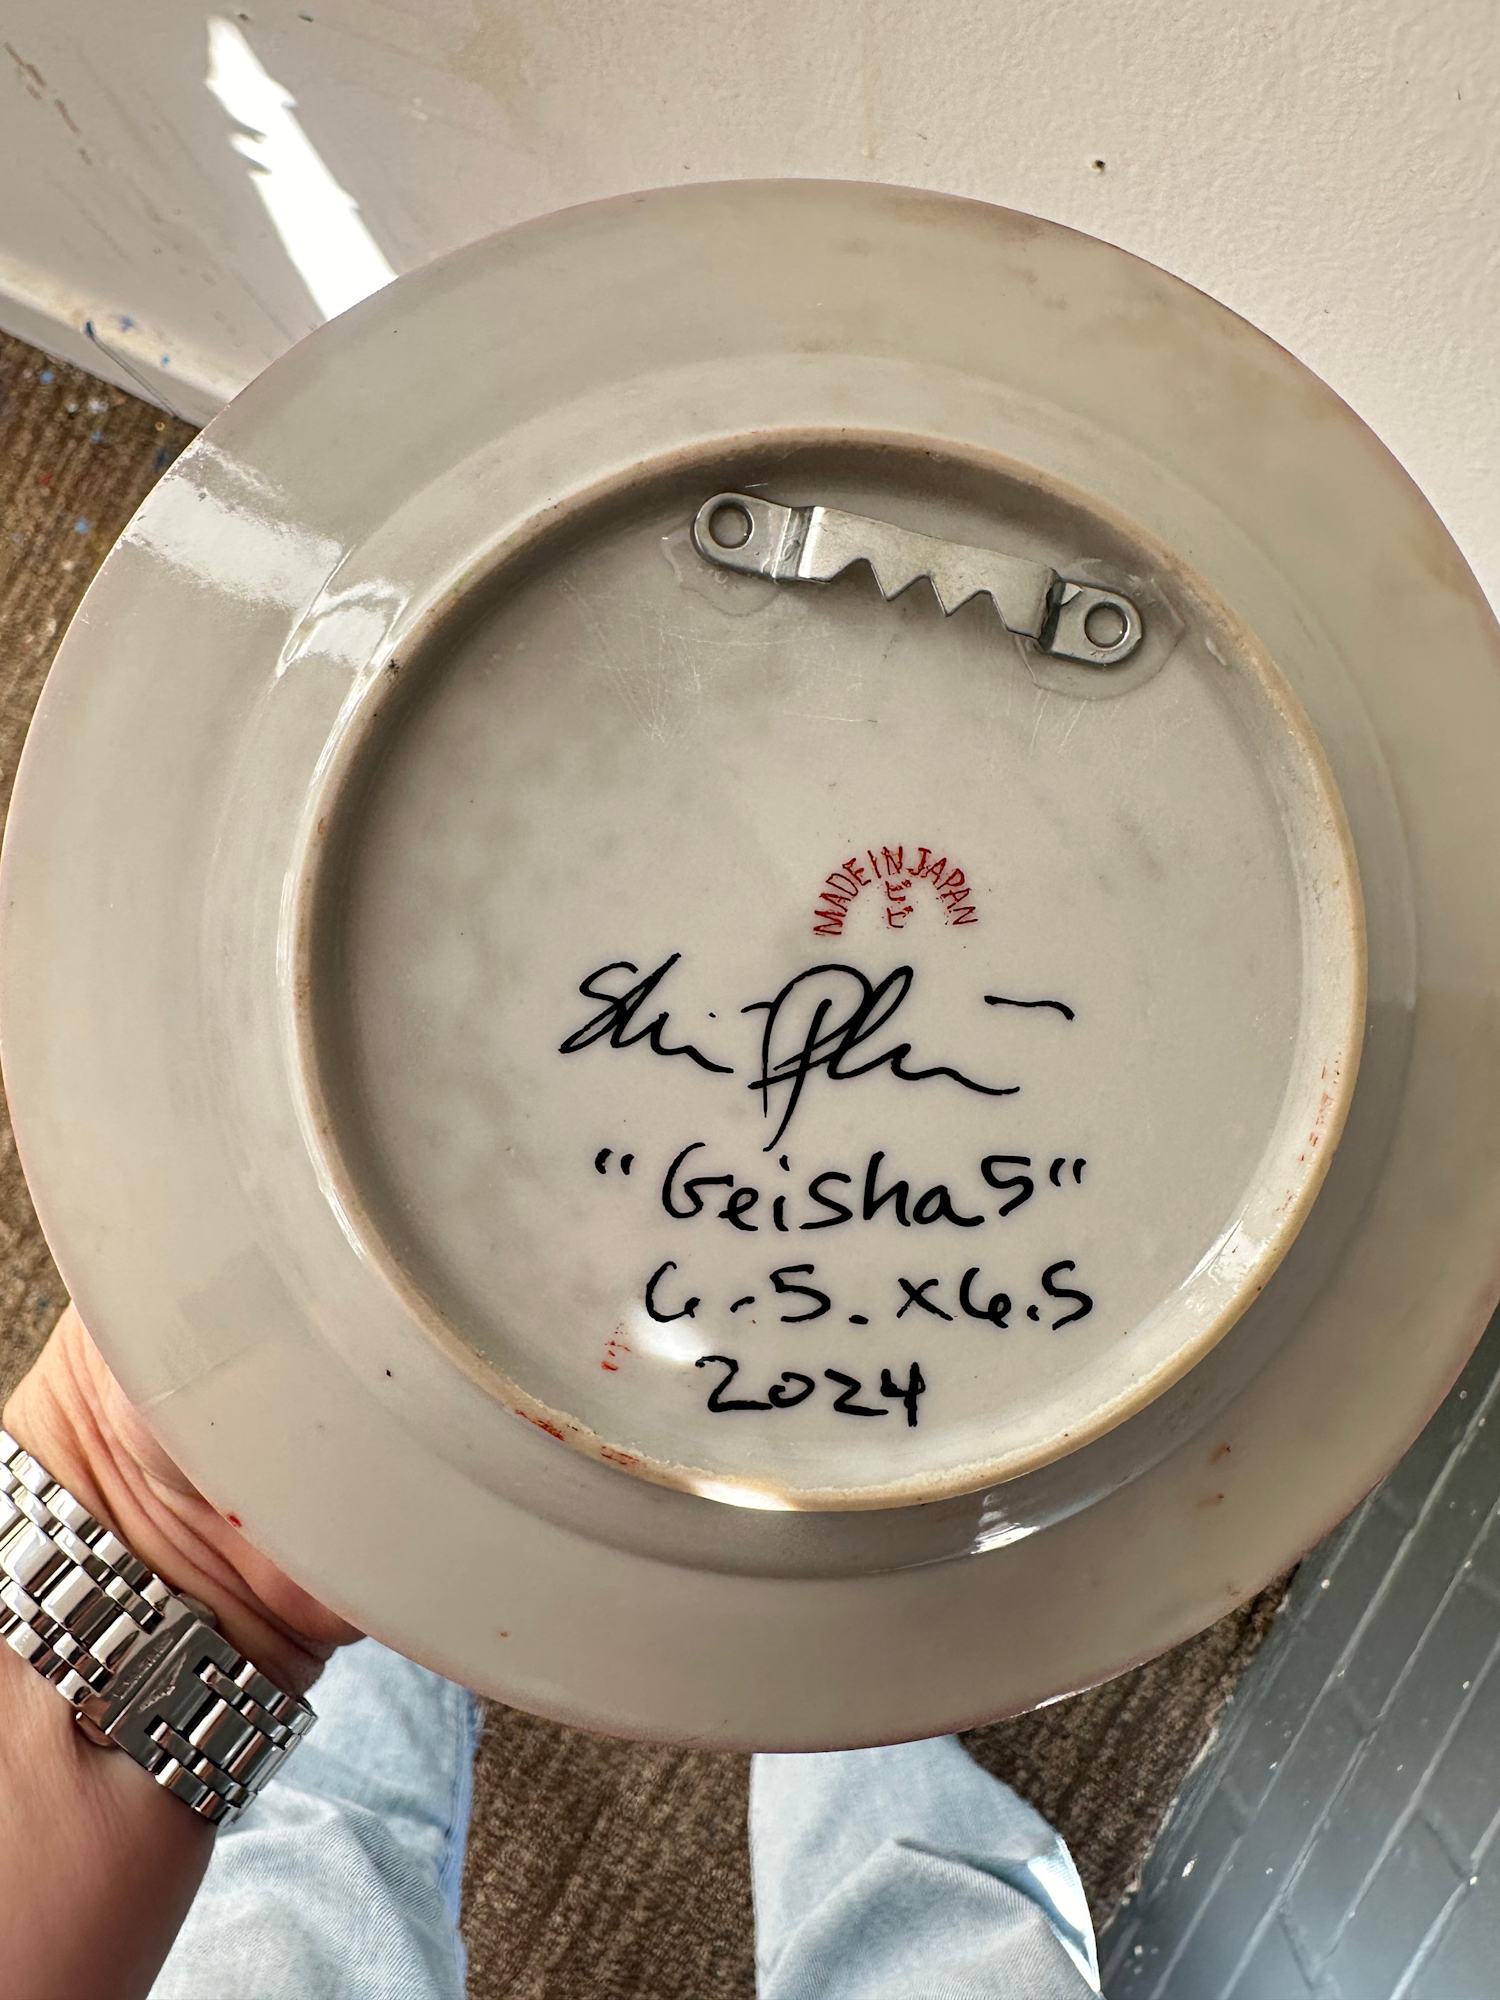 MADE IN JAPAN
"Geisha 5"
6.5. x 6.5
2024